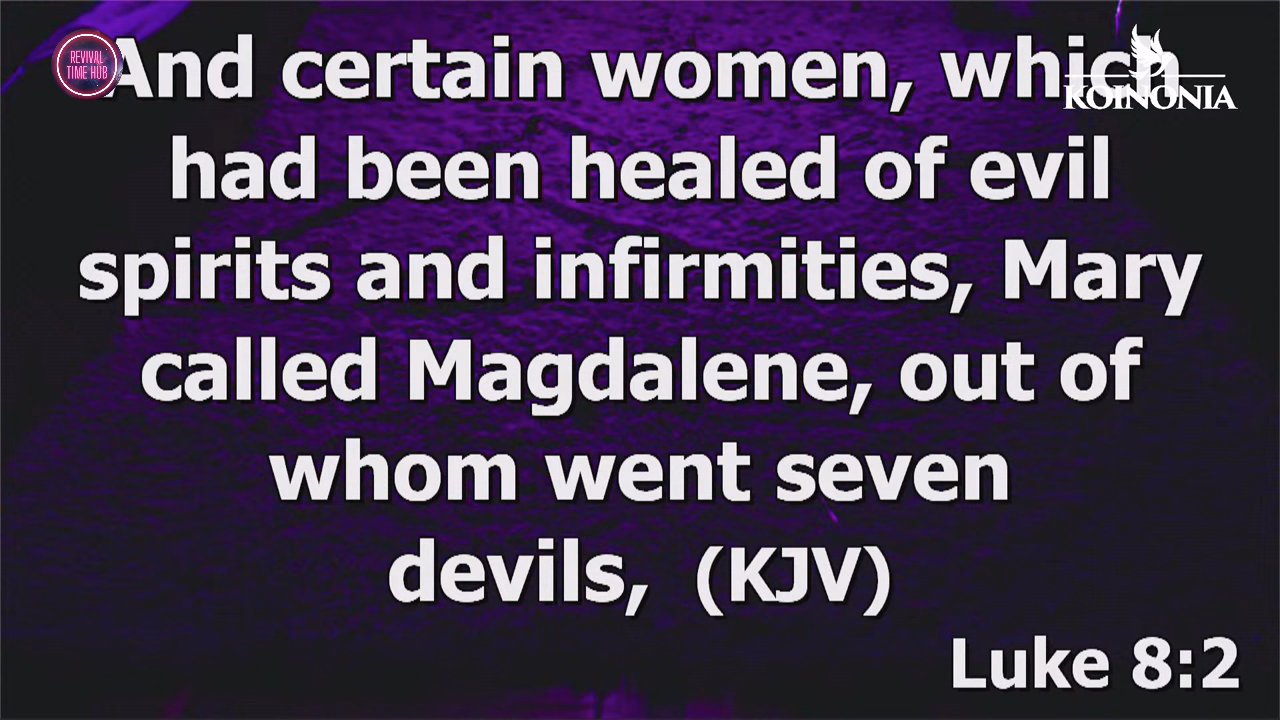 REVIVAL
TIME HUB
KOINONIA
And certain women, which
had been healed of evil
spirits and infirmities, Mary
called Magdalene, out of
whom went seven
devils, (KJV)
Luke 8:2